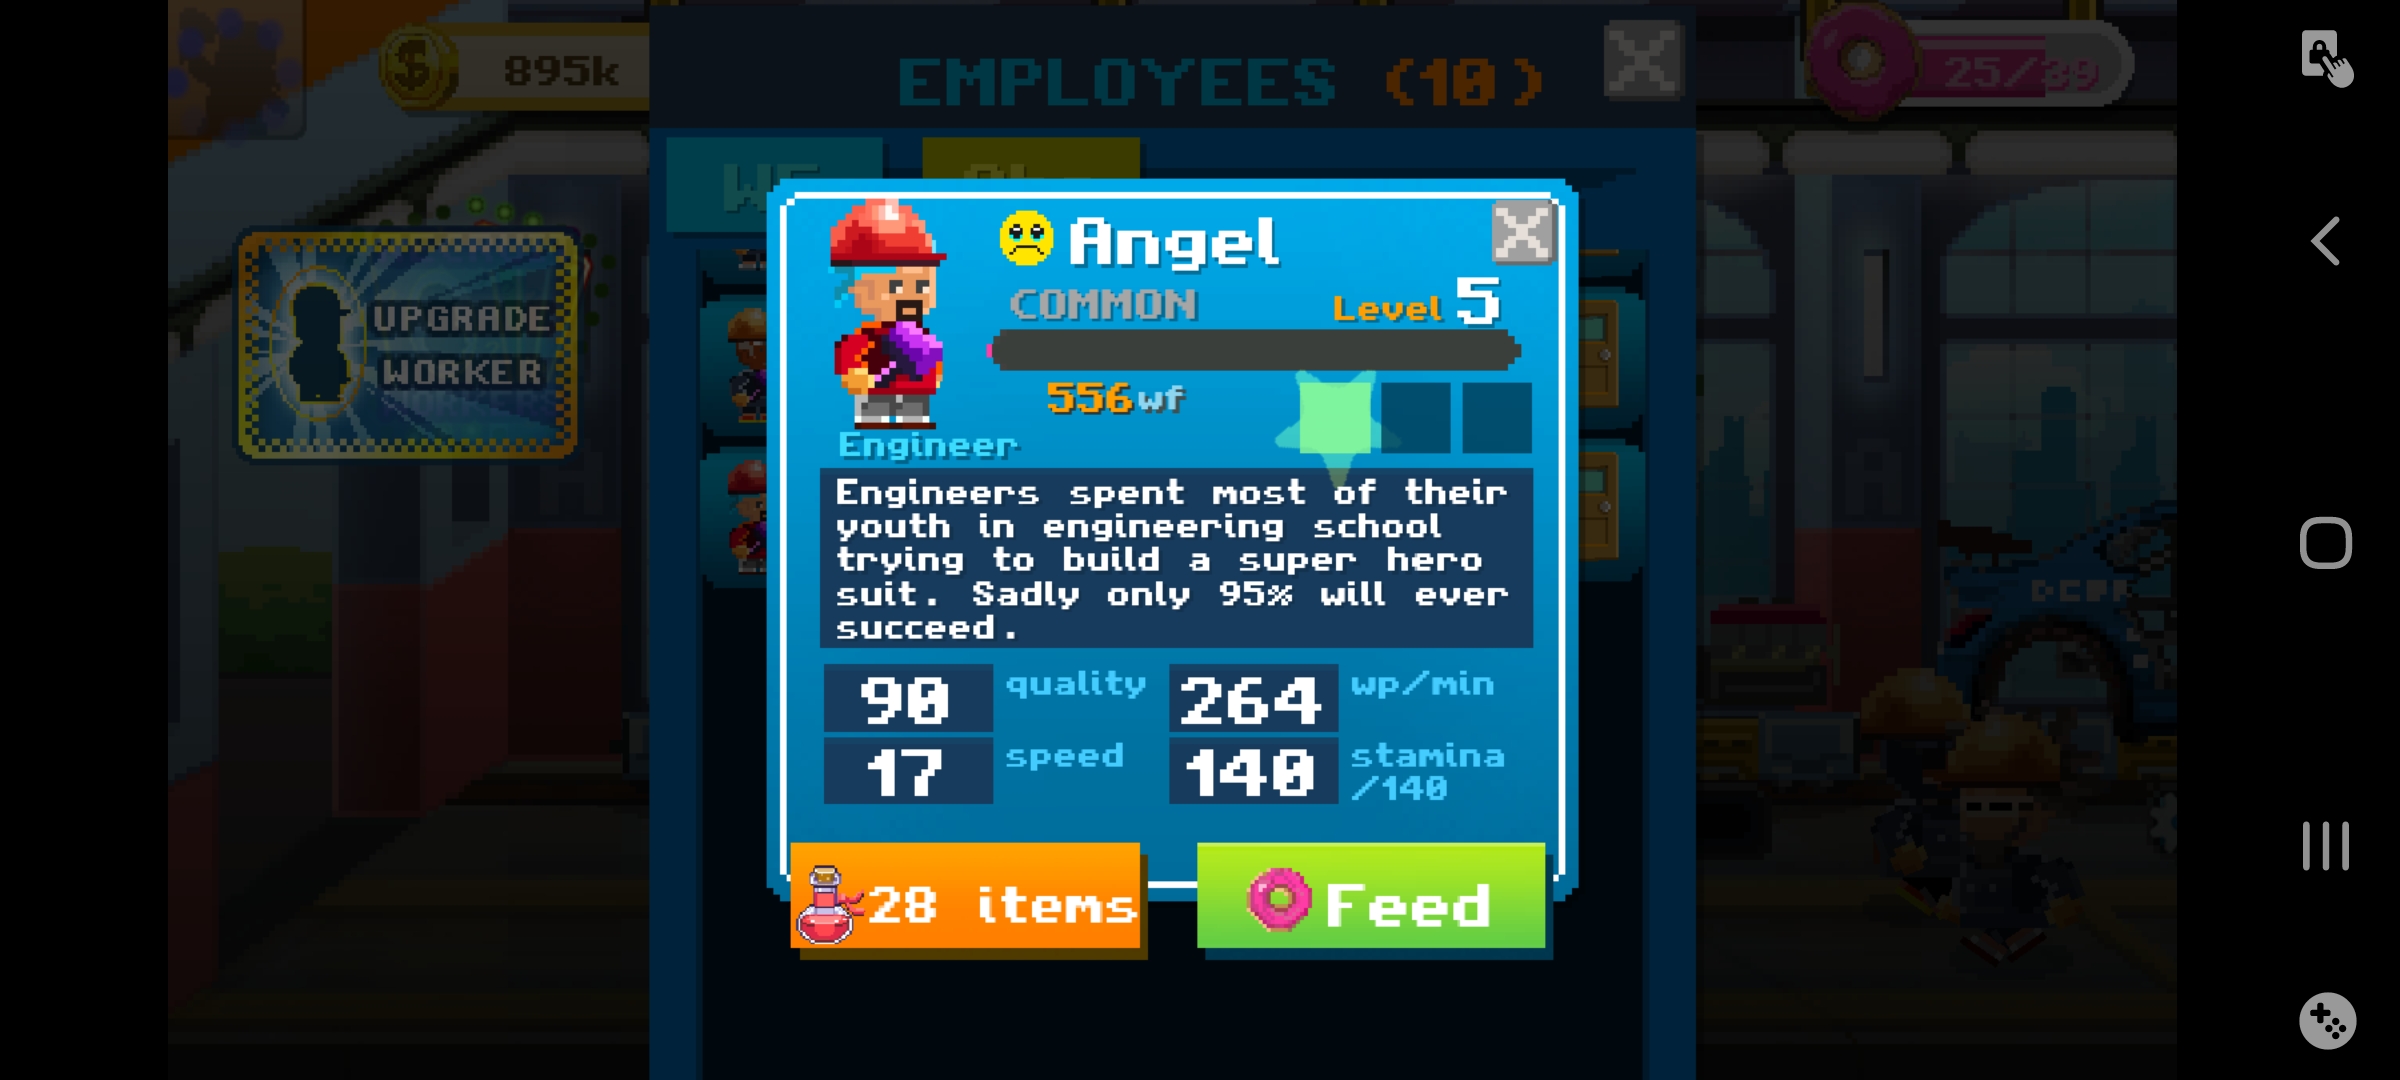 895k
EMPLOYEES (10)
25/39
UPGRADE
WORKER
Angel
COMMON
Level 5
556 wf
Engineer
Engineers spent most of their
youth in engineering school
trying to build a super hero
suit. Sadly only 95% will ever
succeed.
90 quality
264 wp/min
17 speed
140 stamina
/140
28 items
Feed